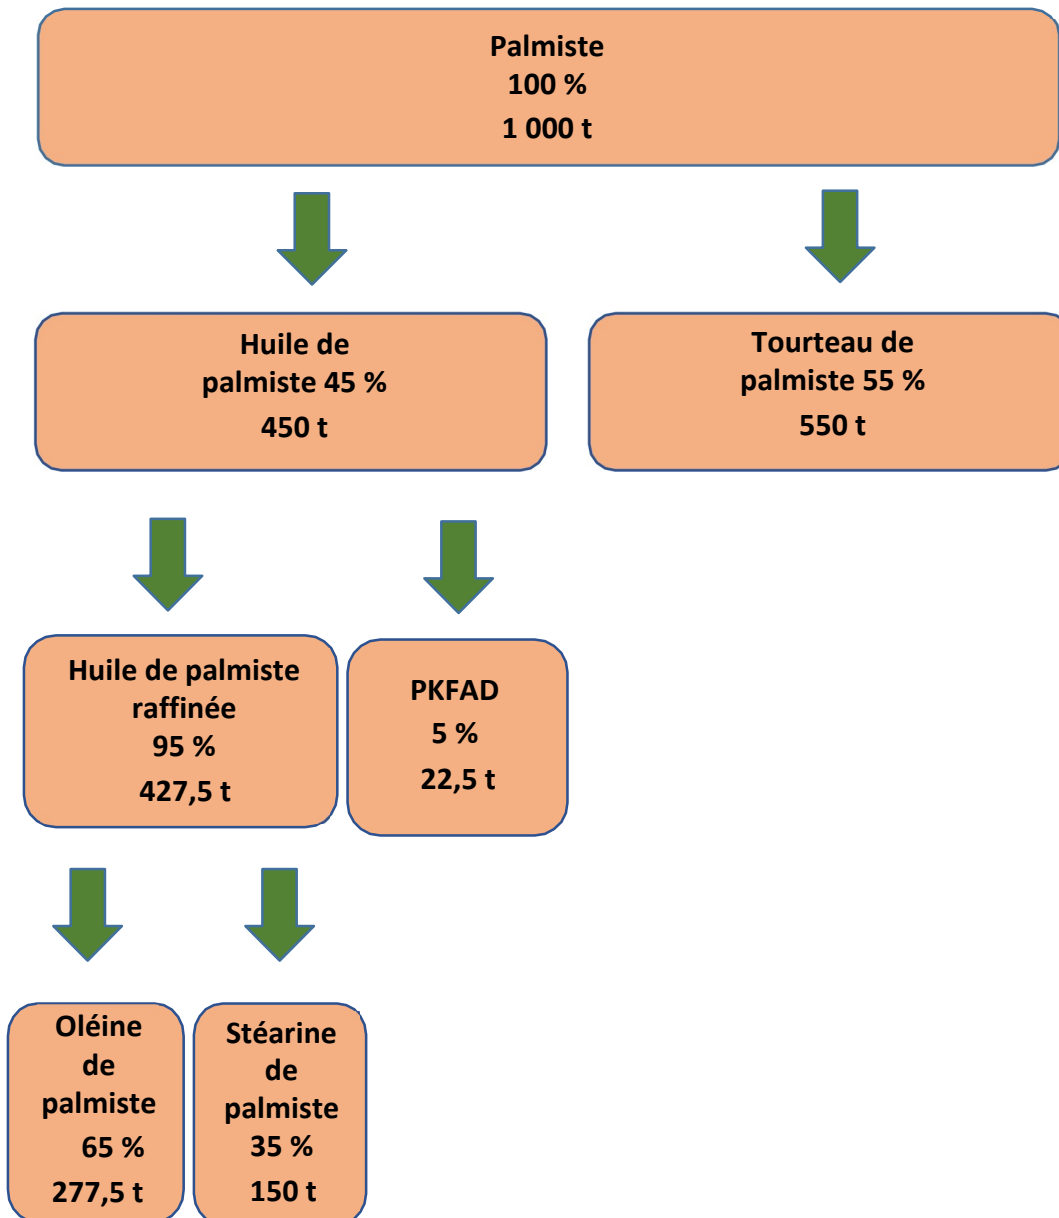 Palmiste
100 %
1 000 t
Huile de
palmiste 45 %
450 t
Tourteau de
palmiste 55 %
550 t
Huile de palmiste
raffinée
95 %
427,5 t
PKFAD
5 %
22,5 t
Oléine
de
palmiste
65 %
277,5 t
Stéarine
de
palmiste
35 %
150 t